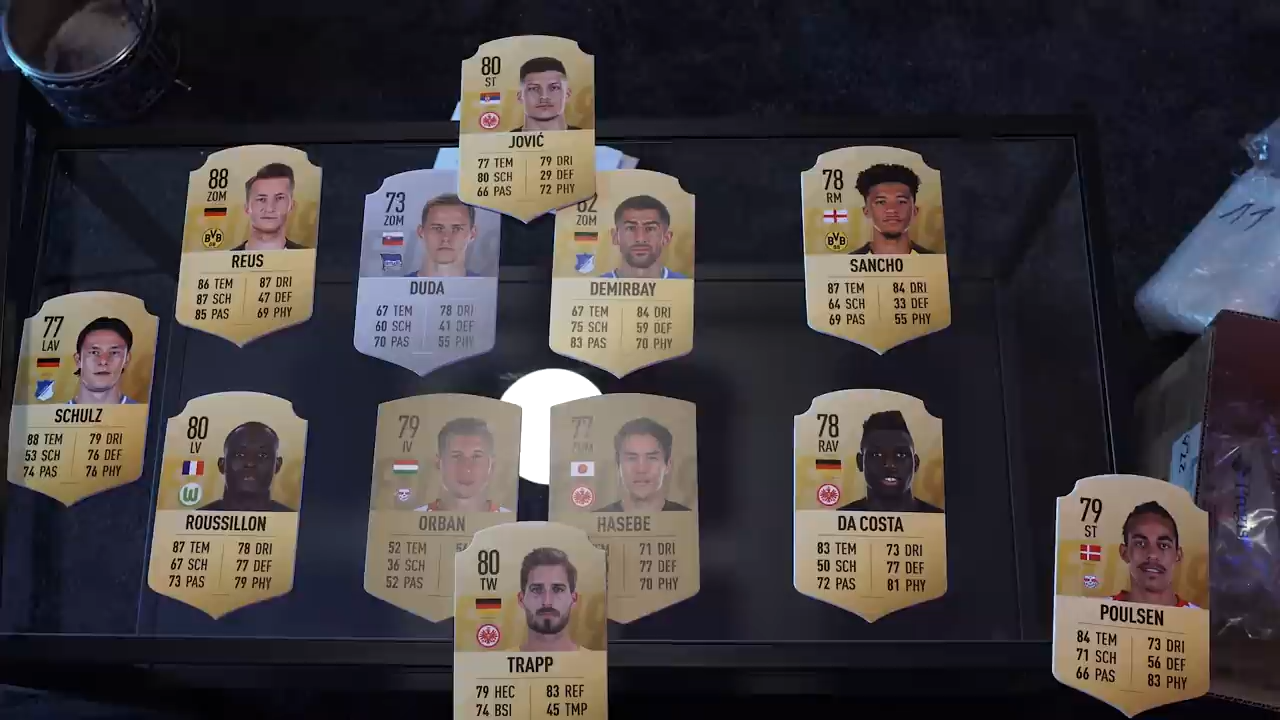 80
ST
JOVIĆ
77 TEM 79 DRI
80 SCH 29 DEF
66 PAS 72 PHY
88
ZOM
REUS
86 TEM 87 DRI
87 SCH 47 DEF
85 PAS 69 PHY
73
ZOM
DUDA
67 TEM 78 DRI
60 SCH 41 DEF
70 PAS 55 PHY
82
ZOM
DEMIRBAY
67 TEM 84 DRI
75 SCH 59 DEF
83 PAS 70 PHY
78
RM
SANCHO
87 TEM 84 DRI
64 SCH 33 DEF
69 PAS 55 PHY
77
LAV
SCHULZ
88 TEM 79 DRI
53 SCH 76 DEF
74 PAS 76 PHY
80
LV
ROUSSILLON
87 TEM 78 DRI
67 SCH 77 DEF
73 PAS 79 PHY
79
IV
ORBAN
52 TEM
36 SCH
52 PAS
77
HASEBE
71 DRI
77 DEF
70 PHY
78
RAV
DA COSTA
83 TEM 73 DRI
50 SCH 77 DEF
72 PAS 81 PHY
80
TW
TRAPP
79 HEC 83 REF
74 BSI 45 TMP
79
ST
POULSEN
84 TEM 73 DRI
71 SCH 56 DEF
66 PAS 83 PHY